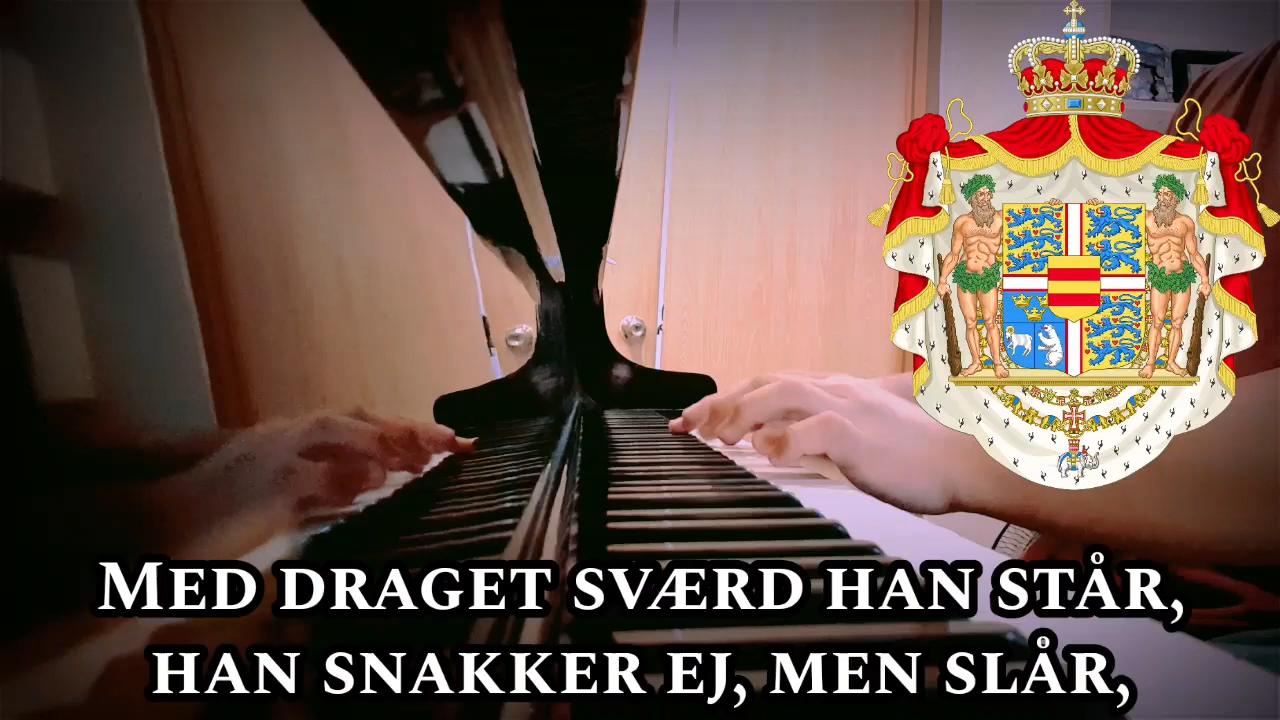 Med draget sværd han står,
han snakker ej, men slår,